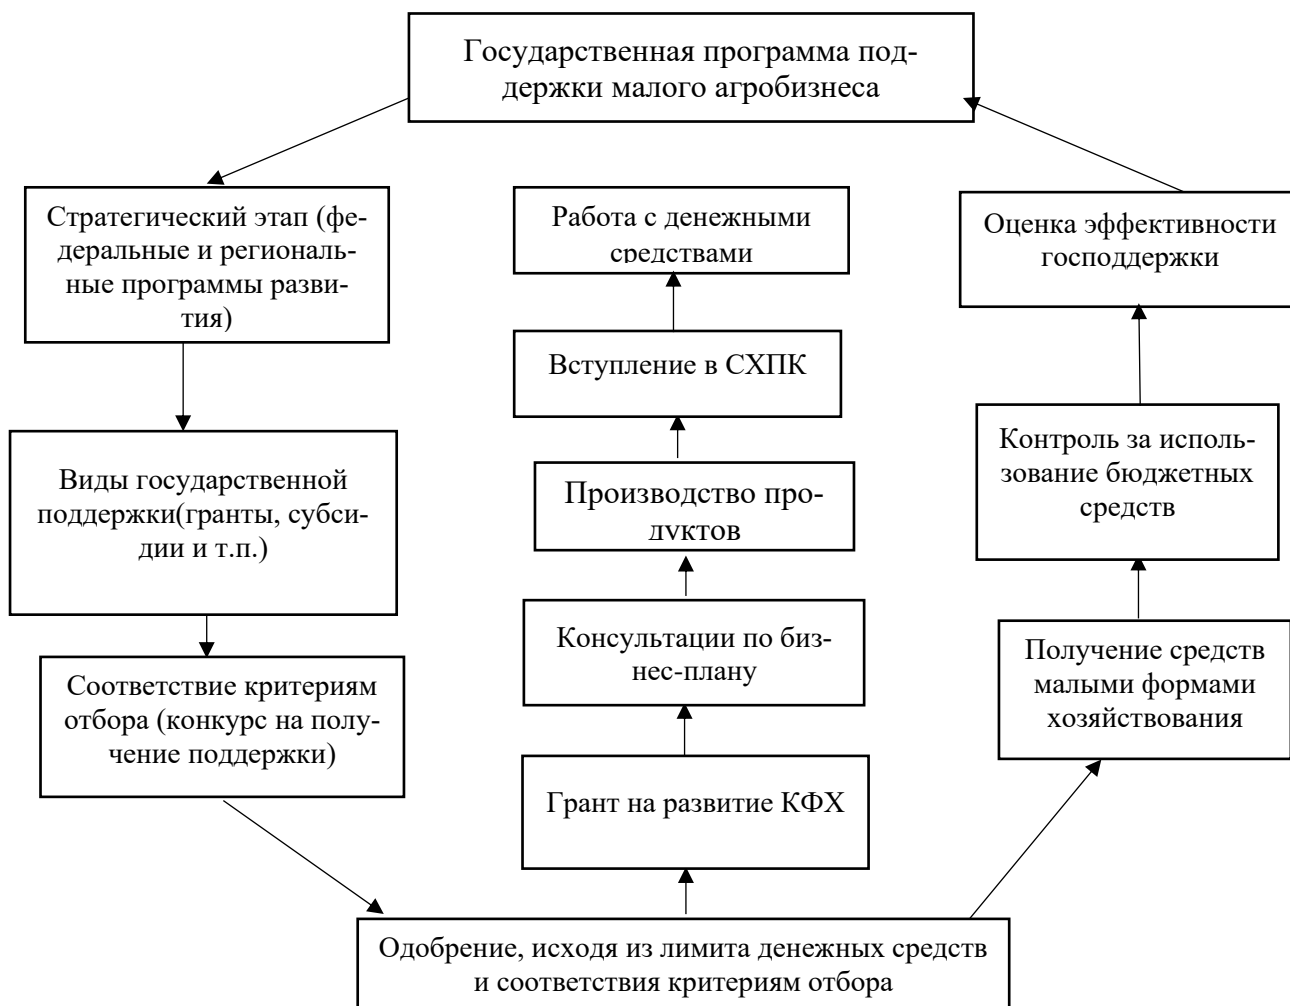 Государственная программа под-
держки малого агробизнеса
Стратегический этап (фе-
деральные и региональ-
ные программы разви-
тия)
Работа с денежными
средствами
Оценка эффективности
господдержки
Вступление в СХПК
Виды государственной
поддержки(гранты, субси-
дии и т.п.)
Производство про-
дуктов
Контроль за исполь-
зование бюджетных
средств
Консультации по биз-
нес-плану
Получение средств
малыми формами
хозяйствования
Соответствие критериям
отбора (конкурс на полу-
чение поддержки)
Грант на развитие КФХ
Одобрение, исходя из лимита денежных средств
и соответствия критериям отбора